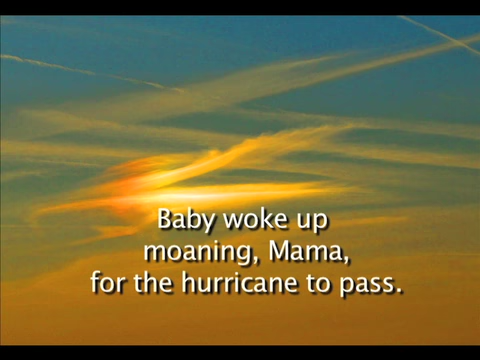 Baby woke up
moaning, Mama,
for the hurricane to pass.